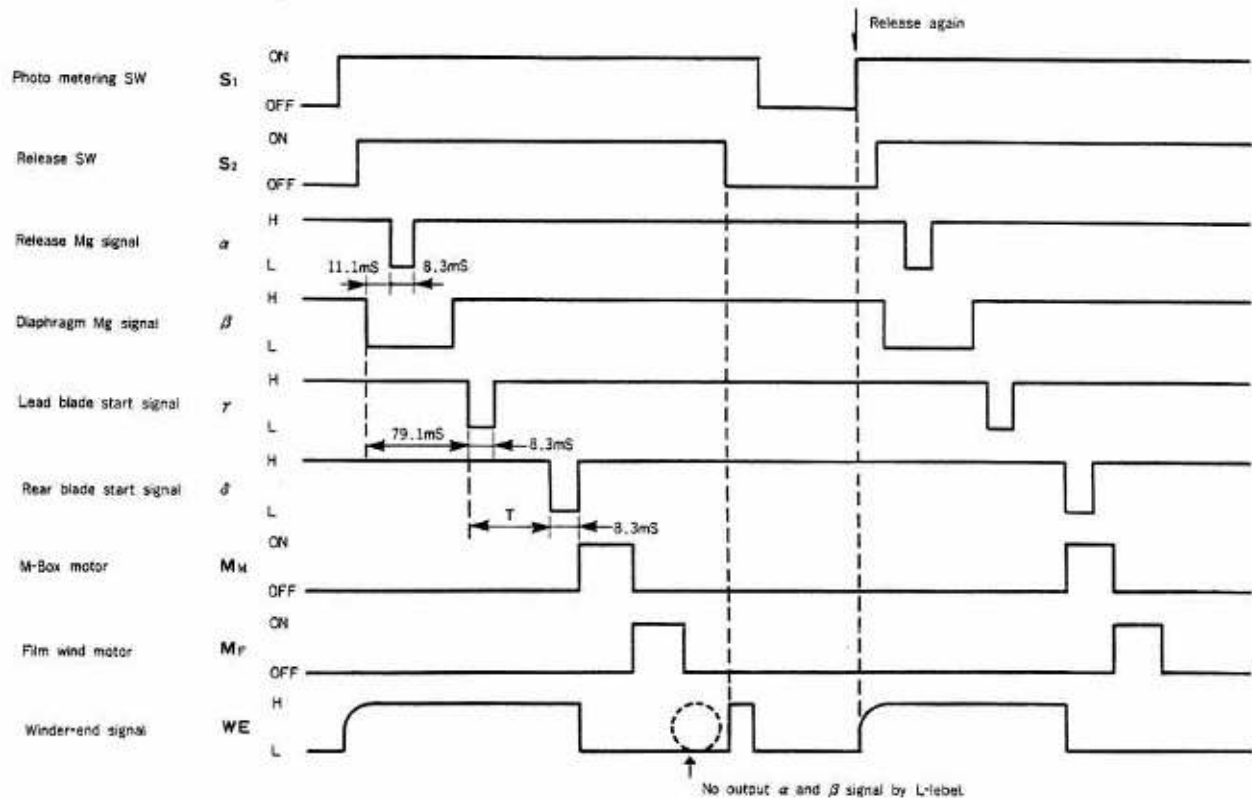 Release again
Photo metering SW S₁ ON
OFF
Release SW S₂ ON
OFF
Release Mg signal α H
L
11.1mS 8.3mS
Diaphragm Mg signal β H
L
Lead blade start signal γ H
L
79.1mS 8.3mS
Rear blade start signal δ H
L
T 8.3mS
M-Box motor M_M ON
OFF
Film wind motor M_F ON
OFF
Winder-end signal WE H
L
No output α and β signal by L-lebel.